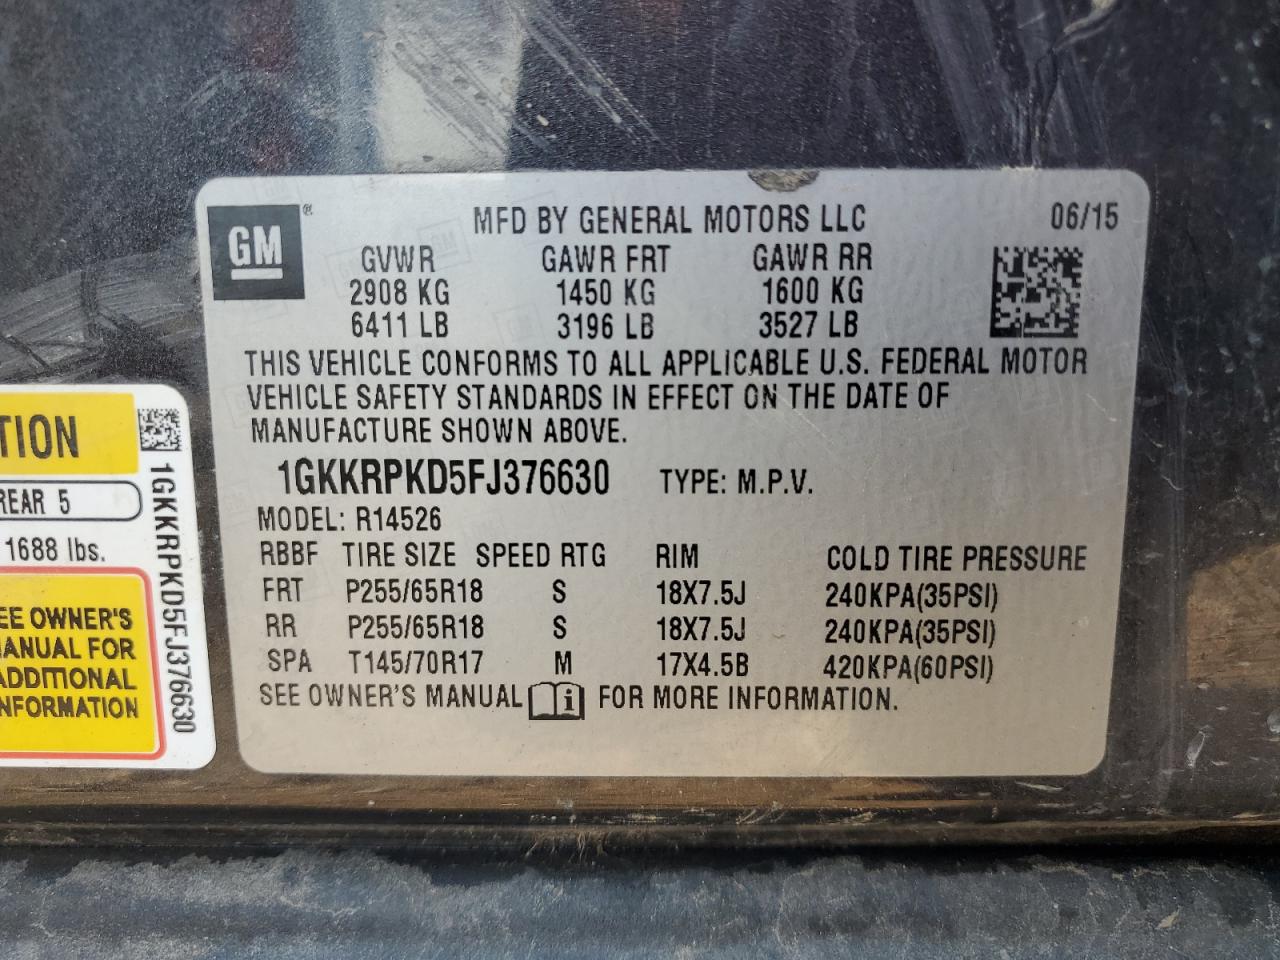 GM ®
MFD BY GENERAL MOTORS LLC 06/15
GVWR GAWR FRT GAWR RR
2908 KG 1450 KG 1600 KG
6411 LB 3196 LB 3527 LB
THIS VEHICLE CONFORMS TO ALL APPLICABLE U.S. FEDERAL MOTOR
VEHICLE SAFETY STANDARDS IN EFFECT ON THE DATE OF
MANUFACTURE SHOWN ABOVE.
1GKKRPKD5FJ376630 TYPE: M.P.V.
MODEL: R14526
RBBF TIRE SIZE SPEED RTG RIM COLD TIRE PRESSURE
FRT P255/65R18 S 18X7.5J 240KPA(35PSI)
RR P255/65R18 S 18X7.5J 240KPA(35PSI)
SPA T145/70R17 M 17X4.5B 420KPA(60PSI)
SEE OWNER'S MANUAL i FOR MORE INFORMATION.
TION
REAR 5
1688 lbs.
EE OWNER'S
ANUAL FOR
ADDITIONAL
NFORMATION
1GKKRPKD5FJ376630